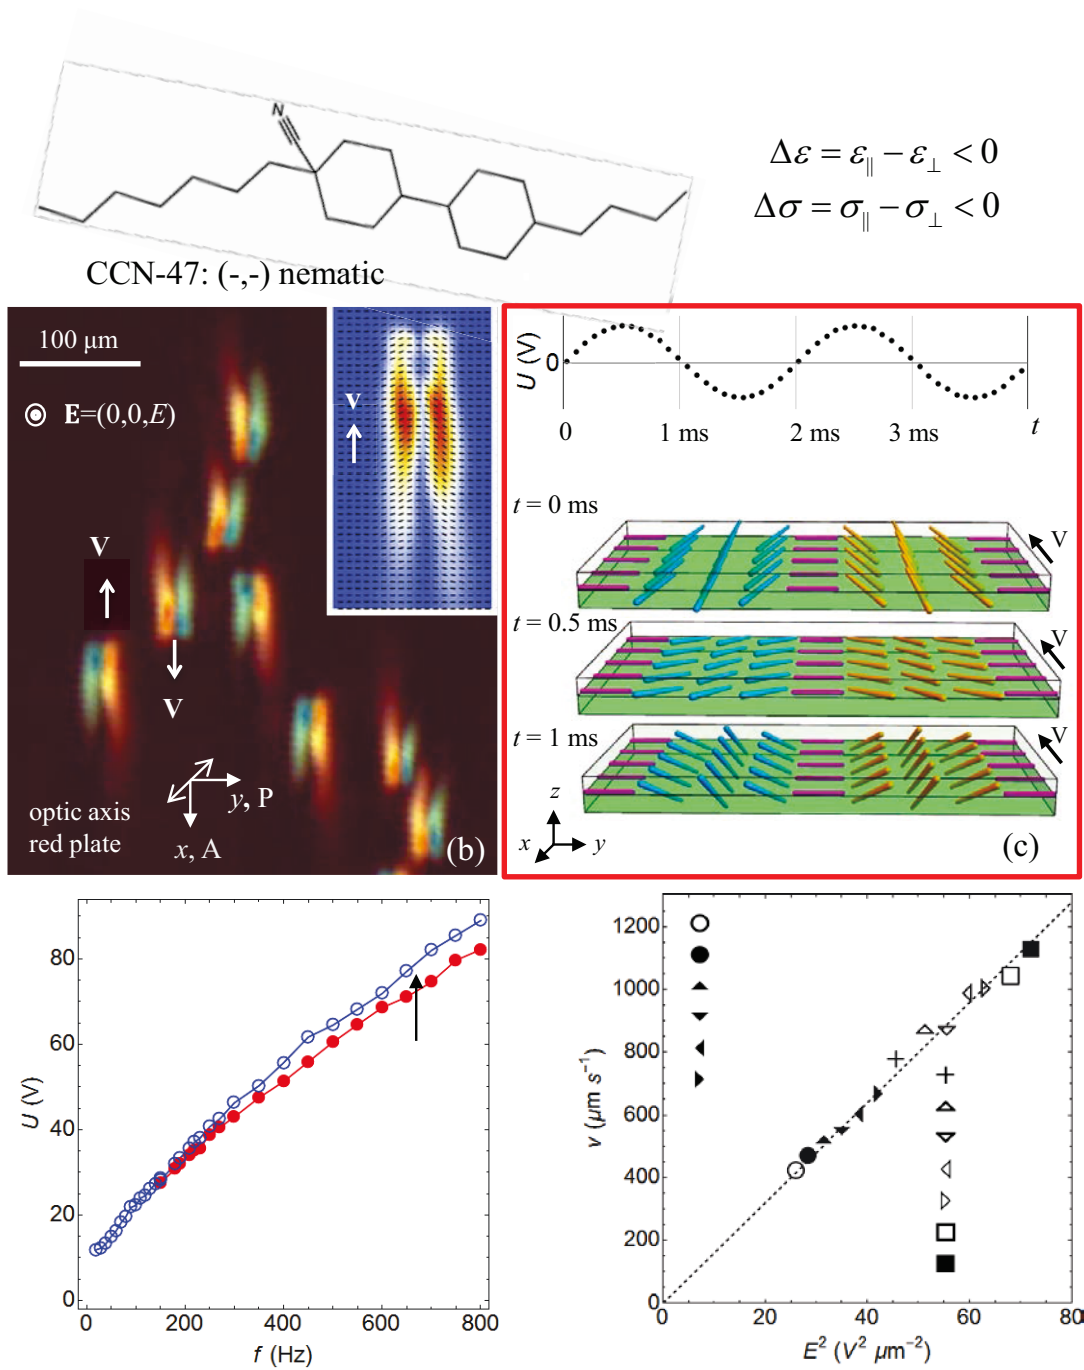 N
Δε = ε∥ − ε⊥ < 0
Δσ = σ∥ − σ⊥ < 0
CCN-47: (-,-) nematic
100 μm
E=(0,0,E)
v
V
V
optic axis
red plate
y, P
x, A
(b)
U (V)
0
0
1 ms
2 ms
3 ms
t
t = 0 ms
V
t = 0.5 ms
V
t = 1 ms
V
z
x
y
(c)
U (V)
80
60
40
20
0
0
200
400
600
800
f (Hz)
v (μm s⁻¹)
1200
1000
800
600
400
200
0
0
20
40
60
80
E² (V² μm⁻²)